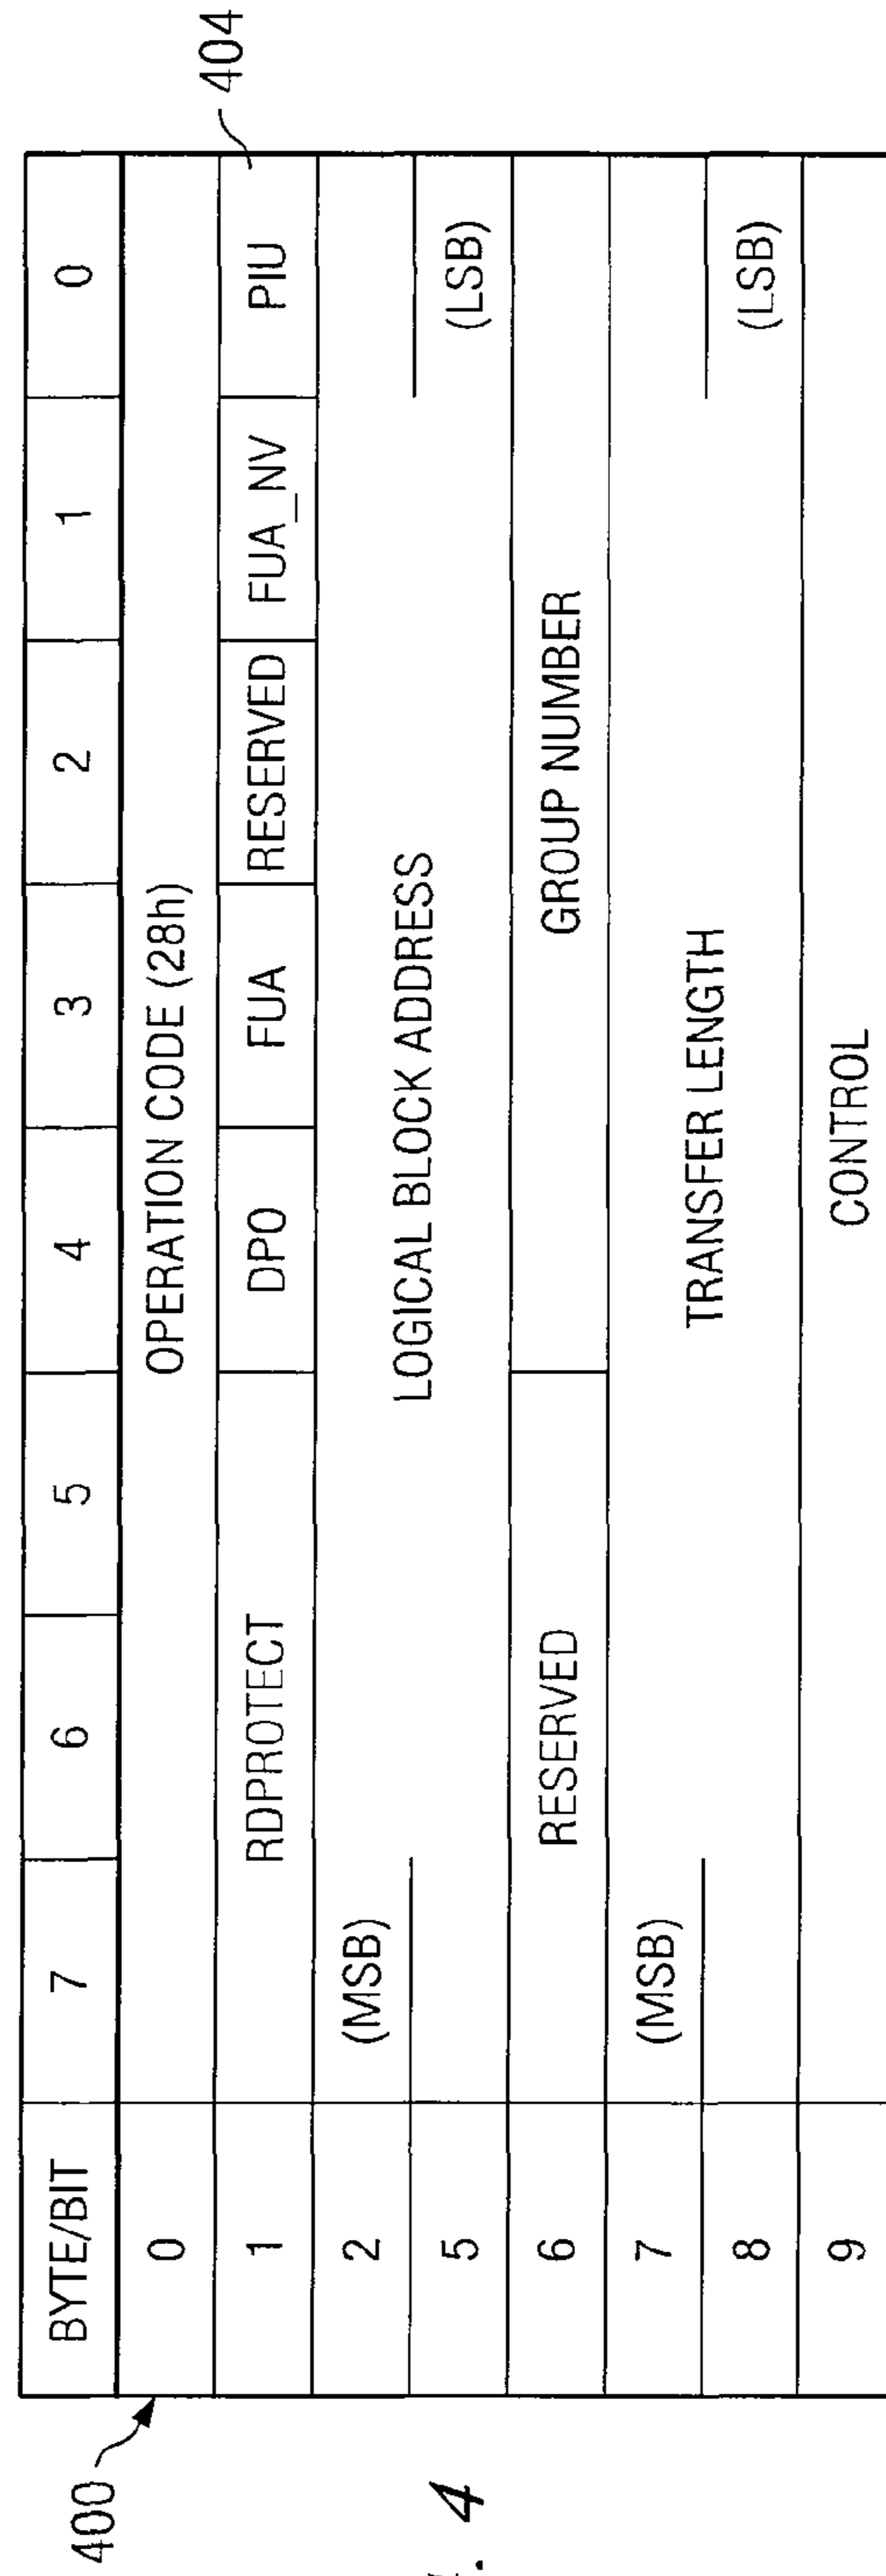 400
404
BYTE/BIT 7 6 5 4 3 2 1 0
0 OPERATION CODE (28h)
1 RDPROTECT DPO FUA RESERVED FUA_NV PIU
2 (MSB)
LOGICAL BLOCK ADDRESS
5 (LSB)
6 RESERVED GROUP NUMBER
7 (MSB)
TRANSFER LENGTH
8 (LSB)
9 CONTROL
. 4